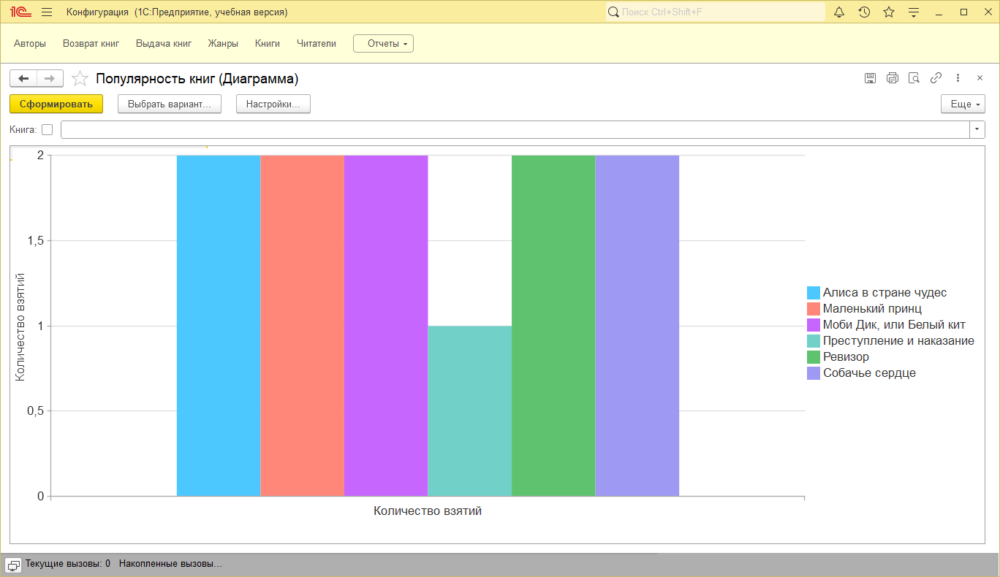 1С Конфигурация (1С:Предприятие, учебная версия) Поиск Ctrl+Shift+F
Авторы Возврат книг Выдача книг Жанры Книги Читатели Отчеты
Популярность книг (Диаграмма)
Сформировать Выбрать вариант... Настройки... Еще
Книга:
2
1,5
1
0,5
0
Количество взятий
Количество взятий
Алиса в стране чудес
Маленький принц
Моби Дик, или Белый кит
Преступление и наказание
Ревизор
Собачье сердце
Текущие вызовы: 0 Накопленные вызовы...